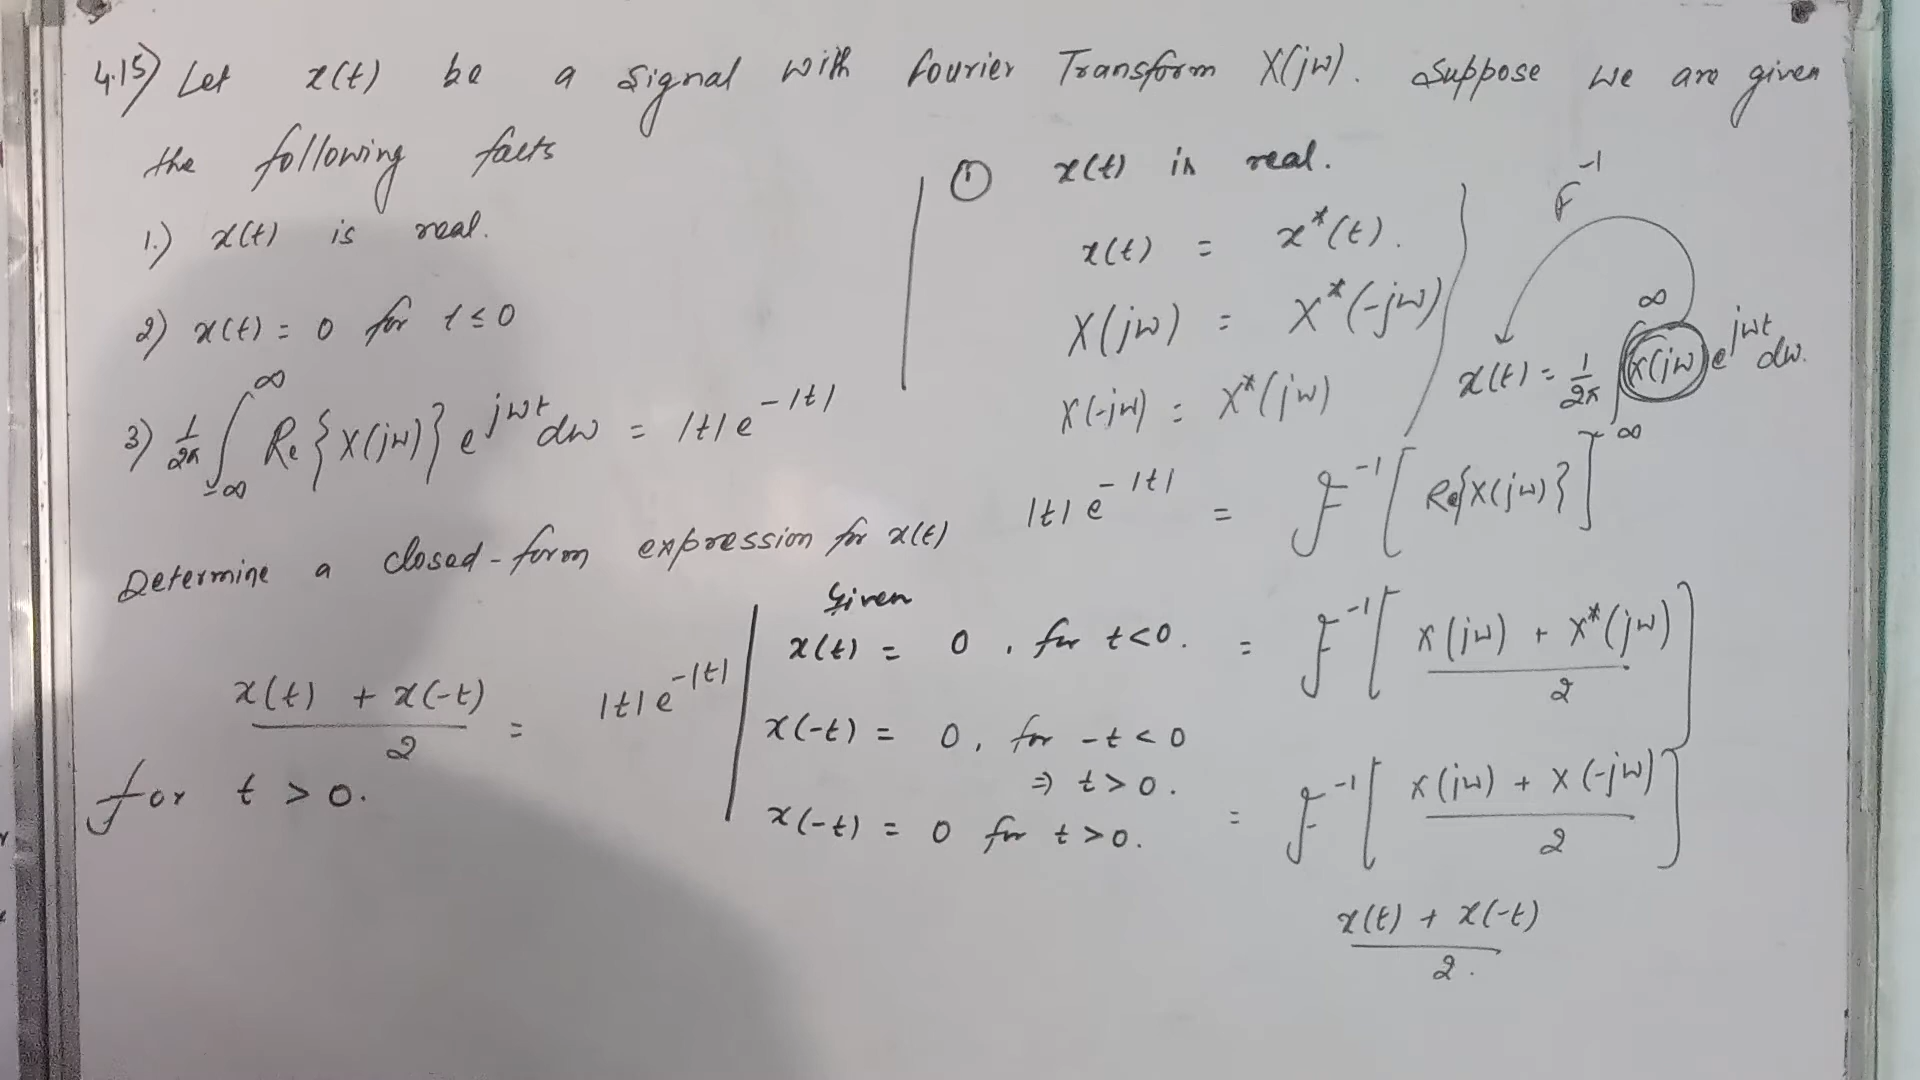 4.15) Let x(t) be a signal with Fourier Transform X(jω). Suppose we are given
the following facts
1.) x(t) is real.
2) x(t) = 0 for t ≤ 0
3) 1/2π ∫_{-∞}^{∞} Re{X(jω)} e^{jωt} dω = |t| e^{-|t|}
Determine a closed-form expression for x(t)
① x(t) is real.
x(t) = x*(t).
X(jω) = X*(-jω)
X(-jω) = X*(jω)
F^{-1}
x(t) = 1/2π ∫_{-∞}^{∞} X(jω) e^{jωt} dω.
|t| e^{-|t|} = F^{-1}[Re{X(jω)}]
= F^{-1}[(X(jω) + X*(jω))/2]
= F^{-1}[(X(jω) + X(-jω))/2]
(x(t) + x(-t))/2.
(x(t) + x(-t))/2 = |t| e^{-|t|}
for t > 0.
Given
x(t) = 0, for t<0.
x(-t) = 0, for -t < 0
⇒ t > 0.
x(-t) = 0 for t > 0.